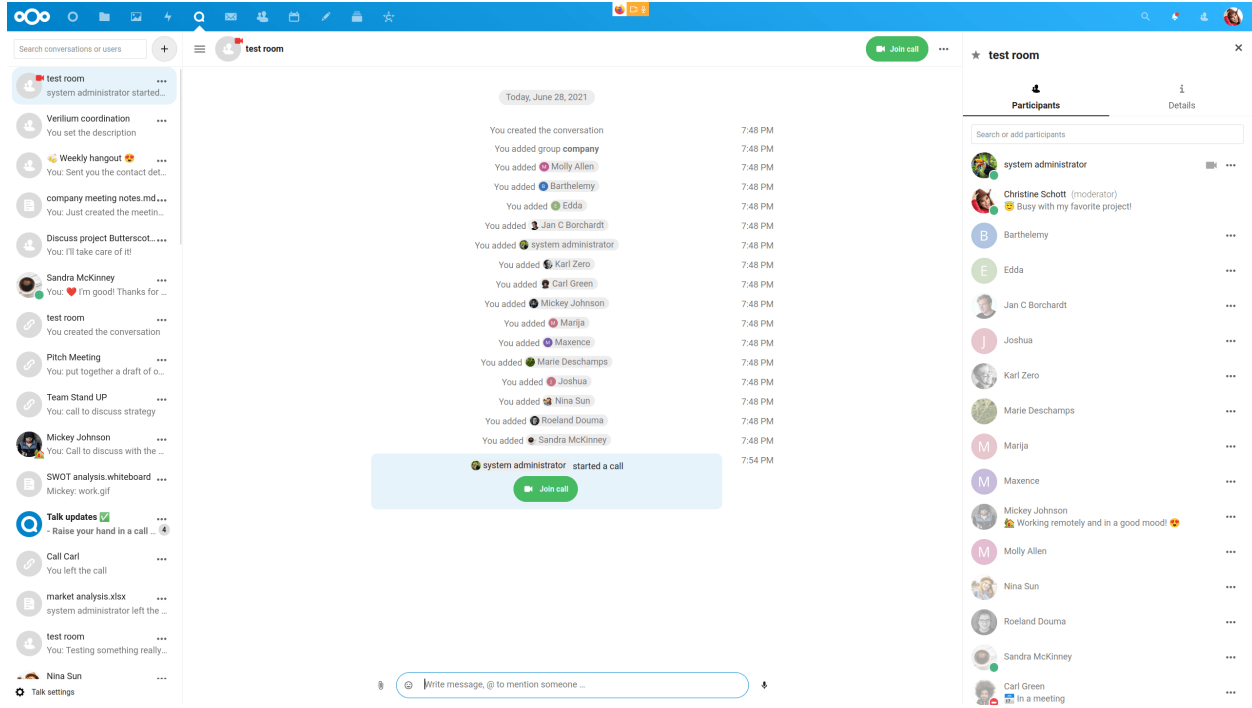 Search conversations or users
test room
system administrator started...
Verilium coordination
You set the description
👋 Weekly hangout 😍
You: Sent you the contact det...
company meeting notes.md...
You: Just created the meetin...
Discuss project Butterscot...
You: I'll take care of it!
Sandra McKinney
You: ❤️ I'm good! Thanks for ...
test room
You created the conversation
Pitch Meeting
You: put together a draft of o...
Team Stand UP
You: call to discuss strategy
Mickey Johnson
You: Call to discuss with the ...
SWOT analysis.whiteboard
Mickey: work.gif
Talk updates ✅
- Raise your hand in a call ... 4
Call Carl
You left the call
market analysis.xlsx
system administrator left the ...
test room
You: Testing something really...
Nina Sun
Talk settings
test room
Join call
Today, June 28, 2021
You created the conversation 7:48 PM
You added group company 7:48 PM
You added M Molly Allen 7:48 PM
You added B Barthelemy 7:48 PM
You added E Edda 7:48 PM
You added Jan C Borchardt 7:48 PM
You added system administrator 7:48 PM
You added Karl Zero 7:48 PM
You added Carl Green 7:48 PM
You added Mickey Johnson 7:48 PM
You added M Marija 7:48 PM
You added M Maxence 7:48 PM
You added Marie Deschamps 7:48 PM
You added J Joshua 7:48 PM
You added Nina Sun 7:48 PM
You added Roeland Douma 7:48 PM
You added Sandra McKinney 7:48 PM
system administrator started a call 7:54 PM
Join call
Write message, @ to mention someone ...
test room
Participants
Details
Search or add participants
system administrator
Christine Schott (moderator)
😇 Busy with my favorite project!
B Barthelemy
E Edda
Jan C Borchardt
J Joshua
Karl Zero
Marie Deschamps
M Marija
M Maxence
Mickey Johnson
🏡 Working remotely and in a good mood! 😍
M Molly Allen
Nina Sun
Roeland Douma
Sandra McKinney
Carl Green
📅 In a meeting